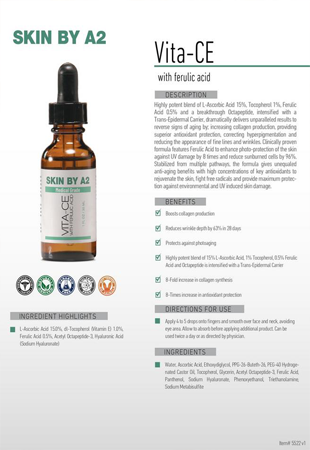 SKIN BY A2
Vita-CE
with ferulic acid
DESCRIPTION
Highly potent blend of L-Ascorbic Acid 15%, Tocopherol 1%, Ferulic
Acid 0.5% and a breakthrough Octapeptide, intensified with a
Trans-Epidermal Carrier, dramatically delivers unparalleled results to
reverse signs of aging by; increasing collagen production, providing
superior antioxidant protection, correcting hyperpigmentation and
reducing the appearance of fine lines and wrinkles. Clinically proven
formula features Ferulic Acid to enhance photo-protection of the skin
against UV damage by 8 times and reduce sunburned cells by 96%.
Stabilized from multiple pathways, the formula gives unequaled
anti-aging benefits with high concentrations of key antioxidants to
rejuvenate the skin, fight free radicals and provide maximum protec-
tion against environmental and UV induced skin damage.
BENEFITS
Boosts collagen production
Reduces wrinkle depth by 63% in 28 days
Protects against photoaging
Highly potent blend of 15% L-Ascorbic Acid, 1% Tocopherol, 0.5% Ferulic
Acid and Octapeptide is intensified with a Trans-Epidermal Carrier
8-Fold increase in collagen synthesis
8-Times increase in antioxidant protection
DIRECTIONS FOR USE
Apply 4 to 5 drops onto fingers and smooth over face and neck, avoiding
eye area. Allow to absorb before applying additional product. Can be
used twice a day or as directed by physician.
INGREDIENTS
Water, Ascorbic Acid, Ethoxydiglycol, PPG-26-Buteth-26, PEG-40 Hydroge-
nated Castor Oil, Tocopherol, Glycerin, Acetyl Octapeptide-3, Ferulic Acid,
Panthenol, Sodium Hyaluronate, Phenoxyethanol, Triethanolamine,
Sodium Metabisulfite
SKIN BY A2
Medical Grade
VITA-CE
WITH FERULIC ACID
INGREDIENT HIGHLIGHTS
L-Ascorbic Acid 15.0%, dl-Tocopherol (Vitamin E) 1.0%,
Ferulic Acid 0.5%, Acetyl Octapeptide-3, Hyaluronic Acid
(Sodium Hyaluronate)
Item# 5522 v1